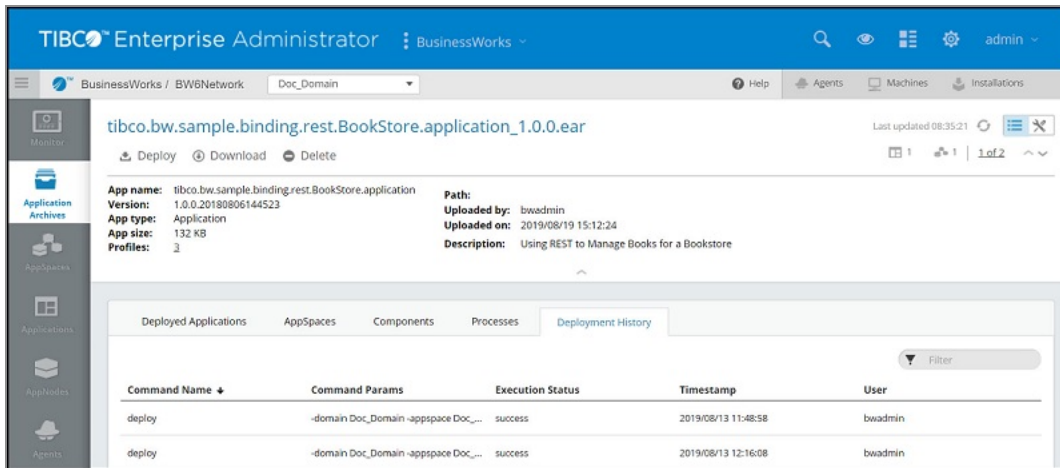 TIBCO™ Enterprise Administrator BusinessWorks admin
BusinessWorks / BW6Network Doc_Domain Help Agents Machines Installations
Monitor
tibco.bw.sample.binding.rest.BookStore.application_1.0.0.ear Last updated 08:35:21
Deploy Download Delete 1 1 1 of 2
Application Archives
App name: tibco.bw.sample.binding.rest.BookStore.application Path:
Version: 1.0.0.20180806144523 Uploaded by: bwadmin
App type: Application Uploaded on: 2019/08/19 15:12:24
App size: 132 KB Description: Using REST to Manage Books for a Bookstore
Profiles: 3
AppSpaces
Applications
Deployed Applications AppSpaces Components Processes Deployment History
Filter
AppNodes
Command Name Command Params Execution Status Timestamp User
deploy -domain Doc_Domain -appspace Doc_... success 2019/08/13 11:48:58 bwadmin
Agents
deploy -domain Doc_Domain -appspace Doc_... success 2019/08/13 12:16:08 bwadmin